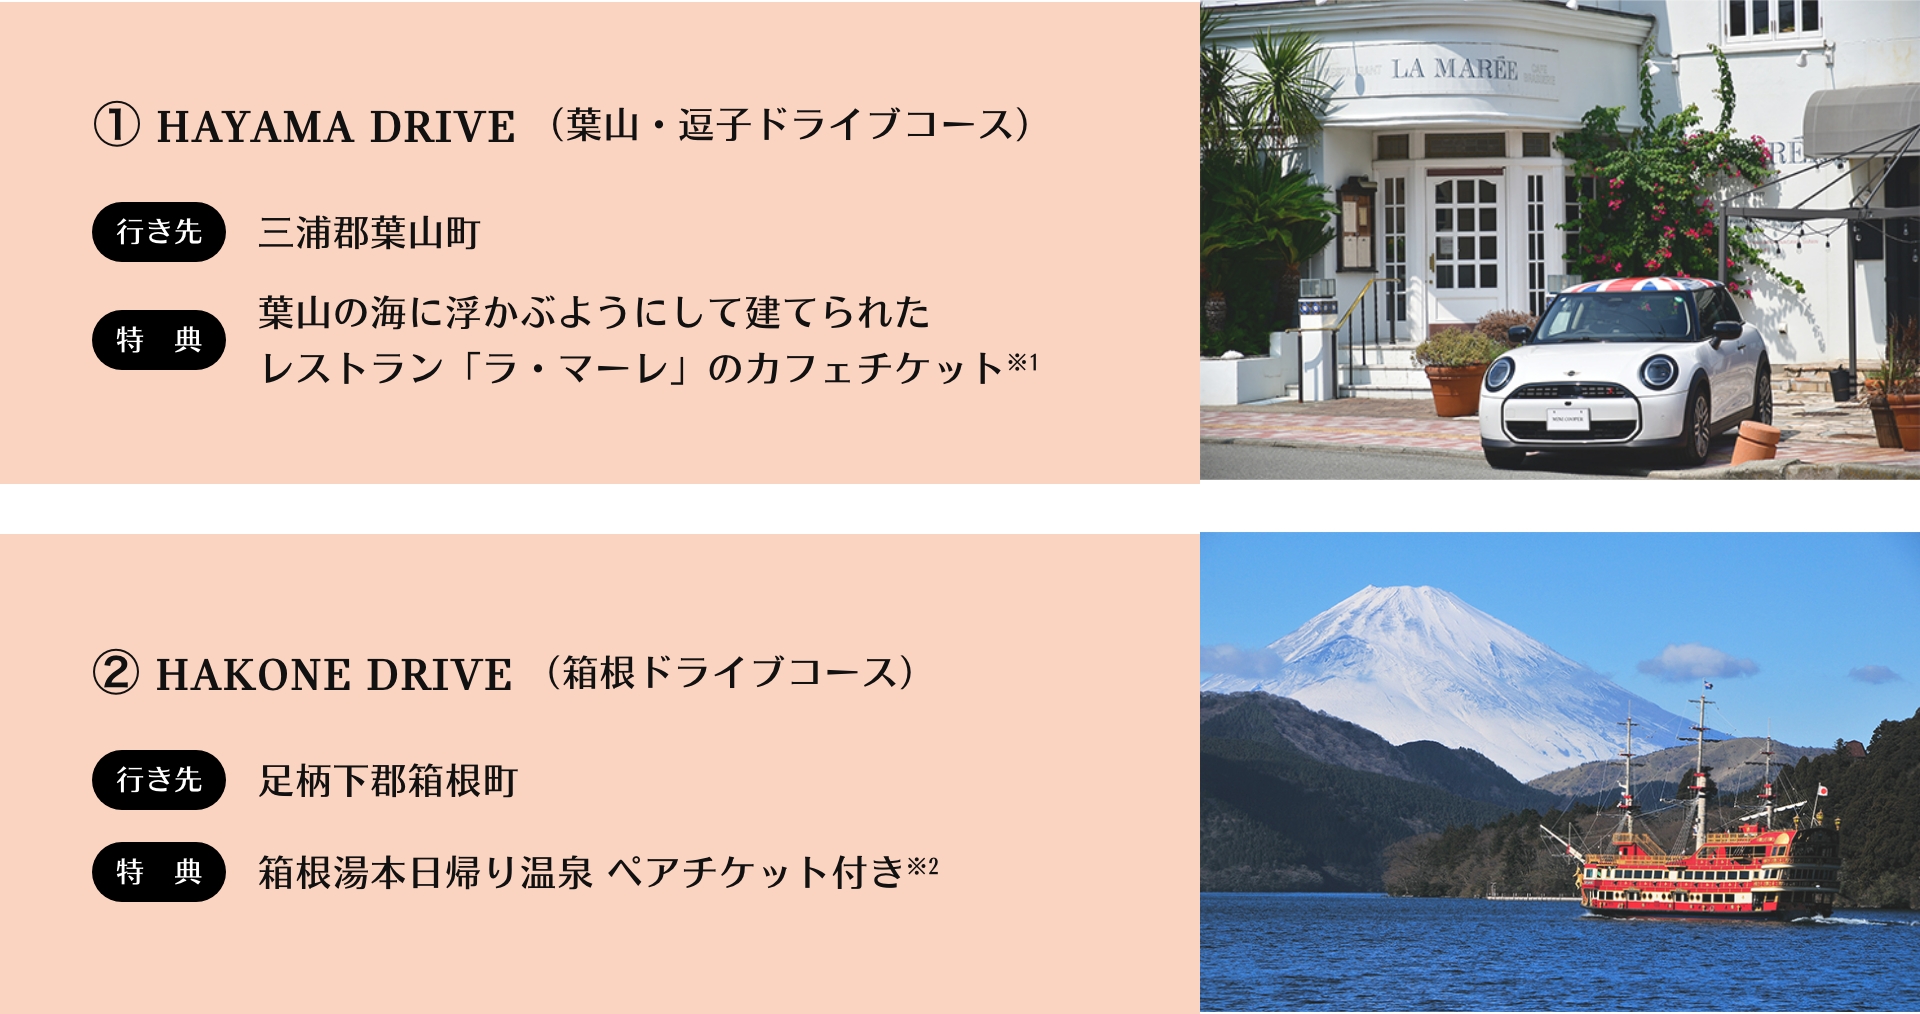 ① HAYAMA DRIVE （葉山・逗子ドライブコース）
行き先 三浦郡葉山町
特　典 葉山の海に浮かぶようにして建てられた
レストラン「ラ・マーレ」のカフェチケット※1
RESTAURANT LA MARÉE CAFE BRASSERIE
MINI COOPER
② HAKONE DRIVE （箱根ドライブコース）
行き先 足柄下郡箱根町
特　典 箱根湯本日帰り温泉 ペアチケット付き※2